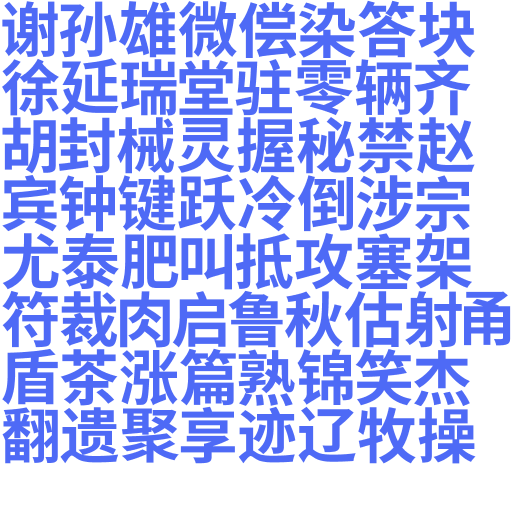 谢孙雄微偿染答块
徐延瑞堂驻零辆齐
胡封械灵握秘禁赵
宾钟键跃冷倒涉宗
尤泰肥叫抵攻塞架
符裁肉启鲁秋估射甬
盾茶涨篇熟锦笑杰
翻遗聚享迹辽牧操